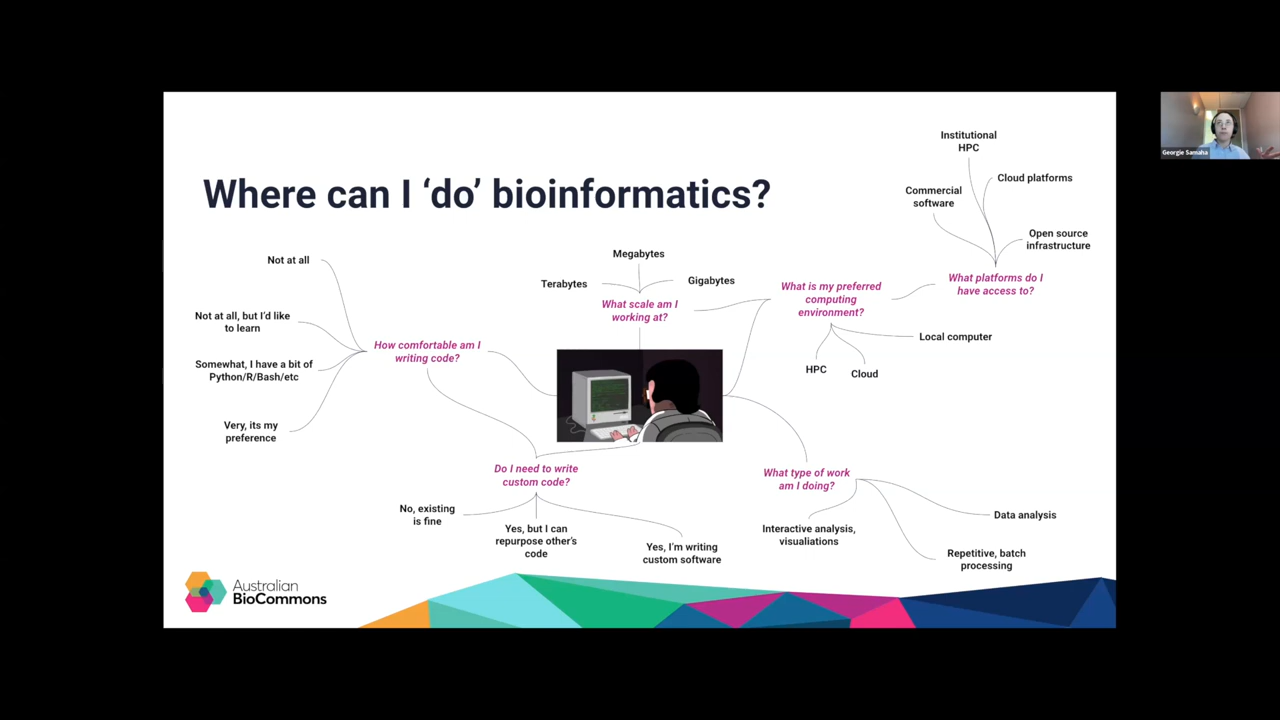 Where can I ‘do’ bioinformatics?
Institutional
HPC
Cloud platforms
Commercial
software
Open source
infrastructure
What platforms do I
have access to?
What is my preferred
computing
environment?
Local computer
HPC
Cloud
Megabytes
Terabytes
Gigabytes
What scale am I
working at?
Not at all
Not at all, but I’d like
to learn
How comfortable am I
writing code?
Somewhat, I have a bit of
Python/R/Bash/etc
Very, its my
preference
Do I need to write
custom code?
No, existing
is fine
Yes, but I can
repurpose other’s
code
Yes, I’m writing
custom software
What type of work
am I doing?
Interactive analysis,
visualiations
Data analysis
Repetitive, batch
processing
Australian
BioCommons
Georgie Samaha